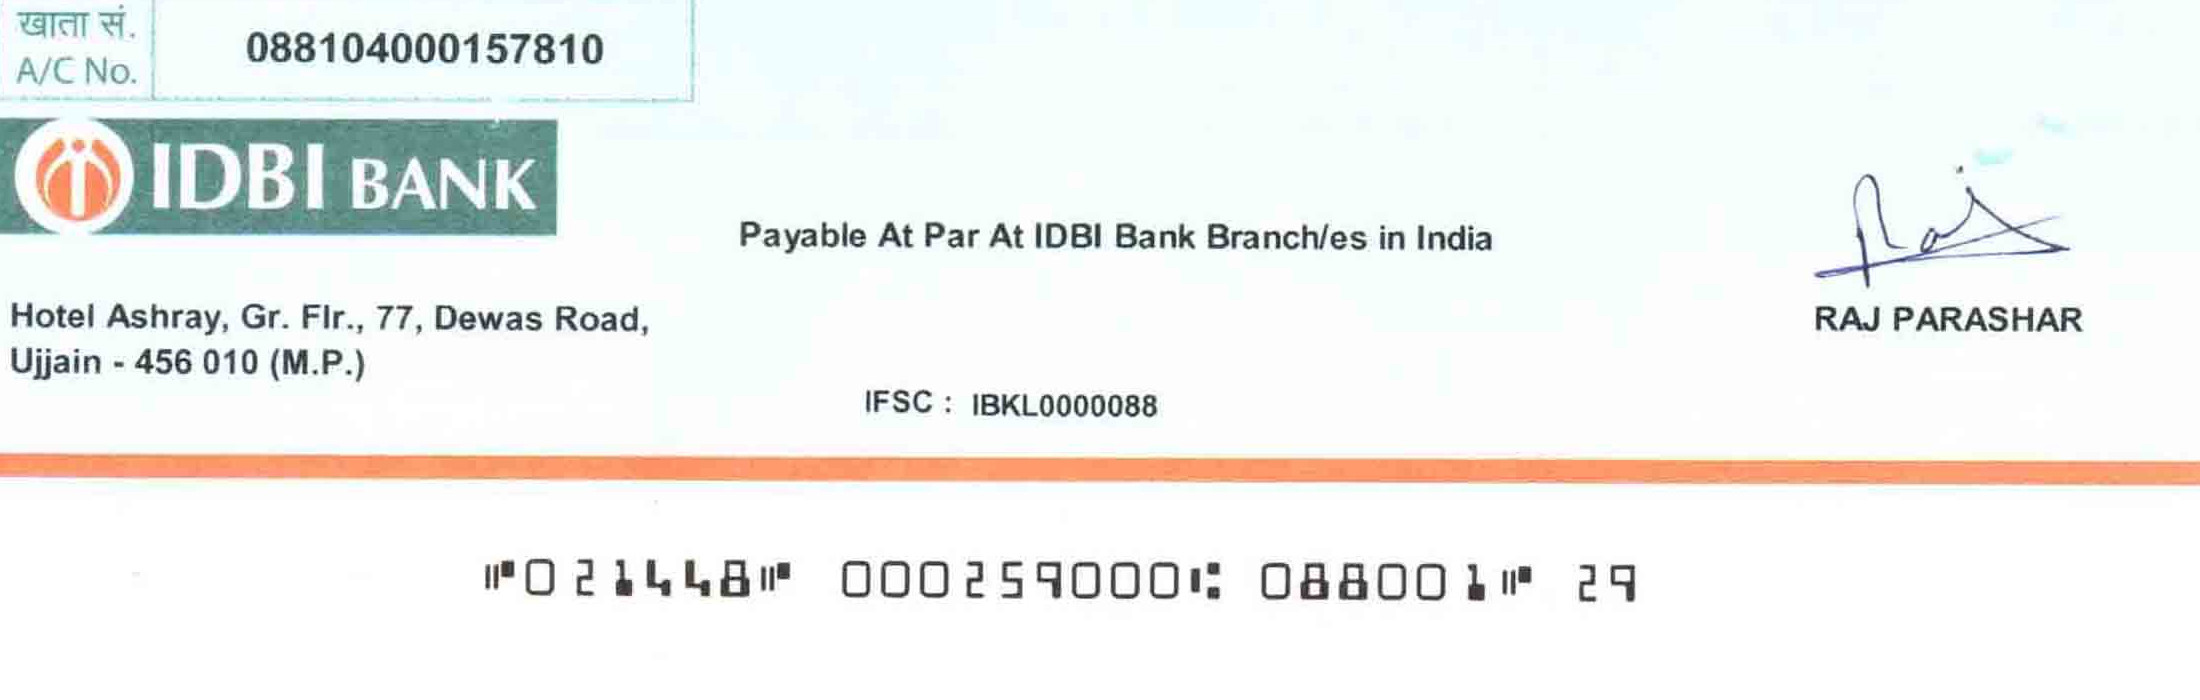 खाता सं.
A/C No.
088104000157810
IDBI BANK
Payable At Par At IDBI Bank Branch/es in India
Raj
Hotel Ashray, Gr. Flr., 77, Dewas Road,
Ujjain - 456 010 (M.P.)
RAJ PARASHAR
IFSC : IBKL0000088
⑈021448⑈ 000259000⑆ 088001⑈ 29